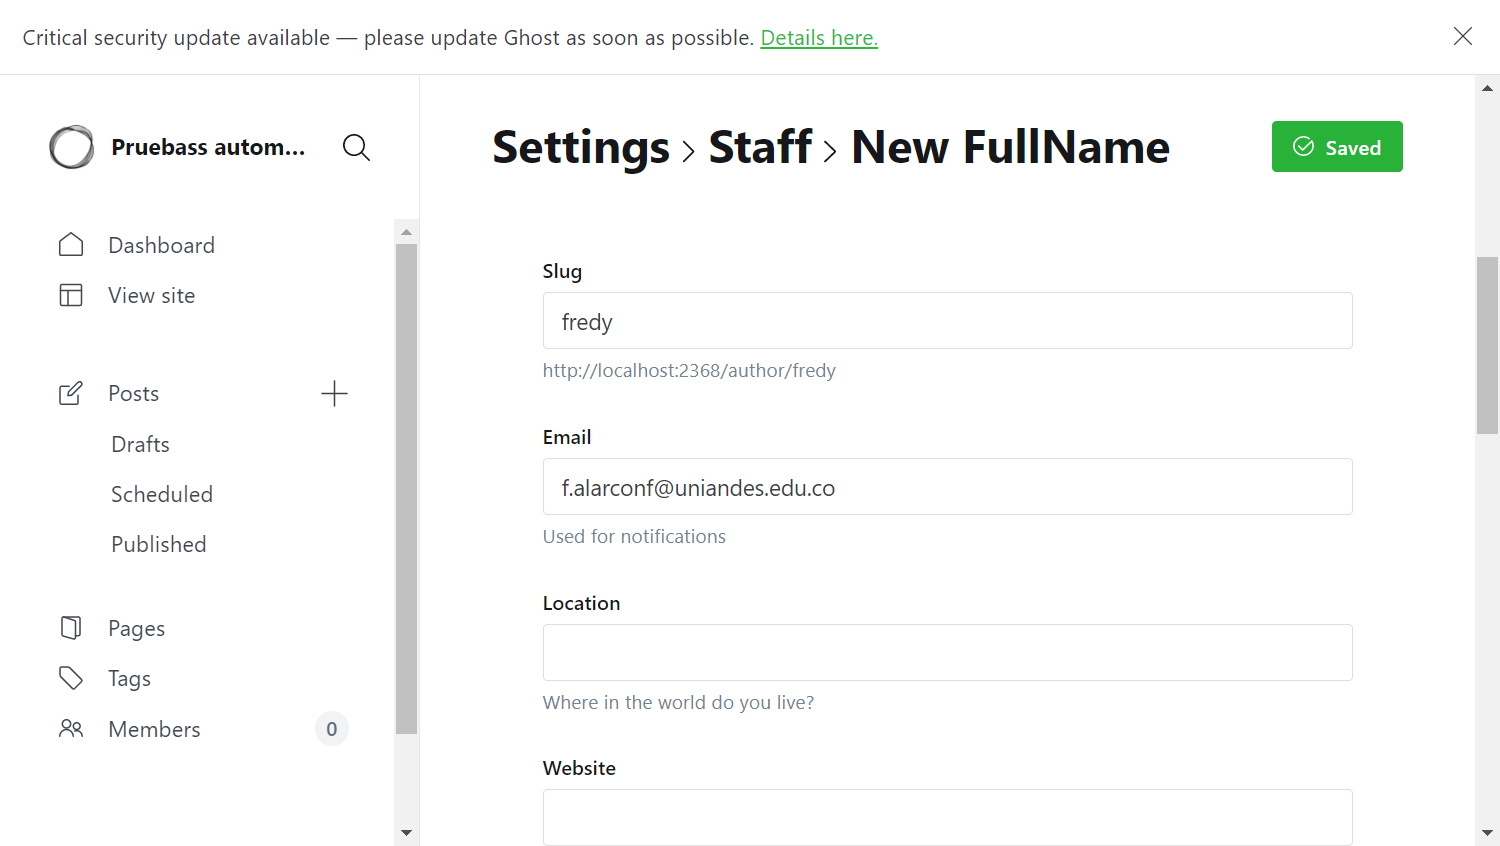 Critical security update available — please update Ghost as soon as possible. Details here.
Pruebass autom...
Dashboard
View site
Posts
Drafts
Scheduled
Published
Pages
Tags
Members 0
Settings > Staff > New FullName
Saved
Slug
fredy
http://localhost:2368/author/fredy
Email
f.alarconf@uniandes.edu.co
Used for notifications
Location
Where in the world do you live?
Website